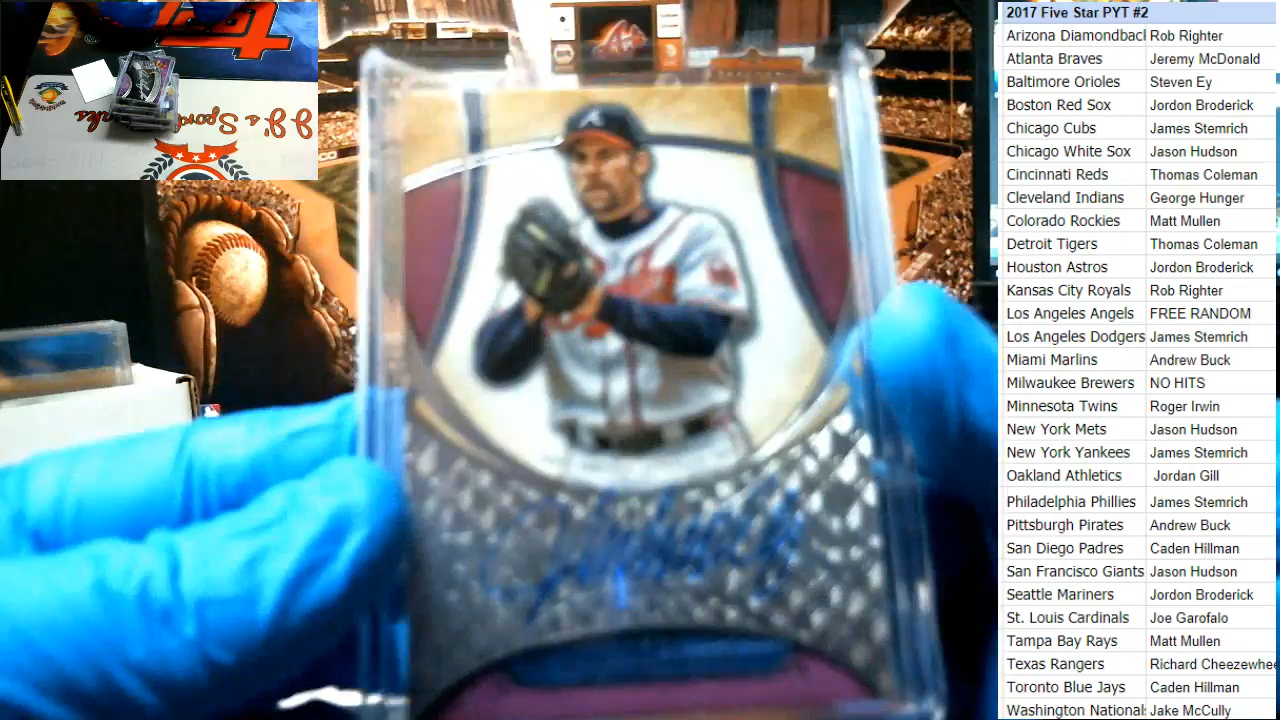 2017 Five Star PYT #2
Arizona Diamondbacl Rob Righter
Atlanta Braves Jeremy McDonald
Baltimore Orioles Steven Ey
Boston Red Sox Jordon Broderick
Chicago Cubs James Stemrich
Chicago White Sox Jason Hudson
Cincinnati Reds Thomas Coleman
Cleveland Indians George Hunger
Colorado Rockies Matt Mullen
Detroit Tigers Thomas Coleman
Houston Astros Jordon Broderick
Kansas City Royals Rob Righter
Los Angeles Angels FREE RANDOM
Los Angeles Dodgers James Stemrich
Miami Marlins Andrew Buck
Milwaukee Brewers NO HITS
Minnesota Twins Roger Irwin
New York Mets Jason Hudson
New York Yankees James Stemrich
Oakland Athletics Jordan Gill
Philadelphia Phillies James Stemrich
Pittsburgh Pirates Andrew Buck
San Diego Padres Caden Hillman
San Francisco Giants Jason Hudson
Seattle Mariners Jordon Broderick
St. Louis Cardinals Joe Garofalo
Tampa Bay Rays Matt Mullen
Texas Rangers Richard Cheezewhe
Toronto Blue Jays Caden Hillman
Washington National Jake McCully